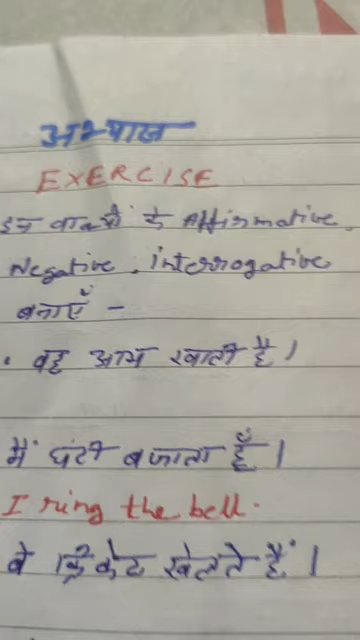 अभ्यास
EXERCISE
इन वाक्यों के Affirmative,
Negative, interrogative
बनाएँ -
. वह आम खाती है।
मैं घंटी बजाता हूँ।
I ring the bell.
वे क्रिकेट खेलते हैं।